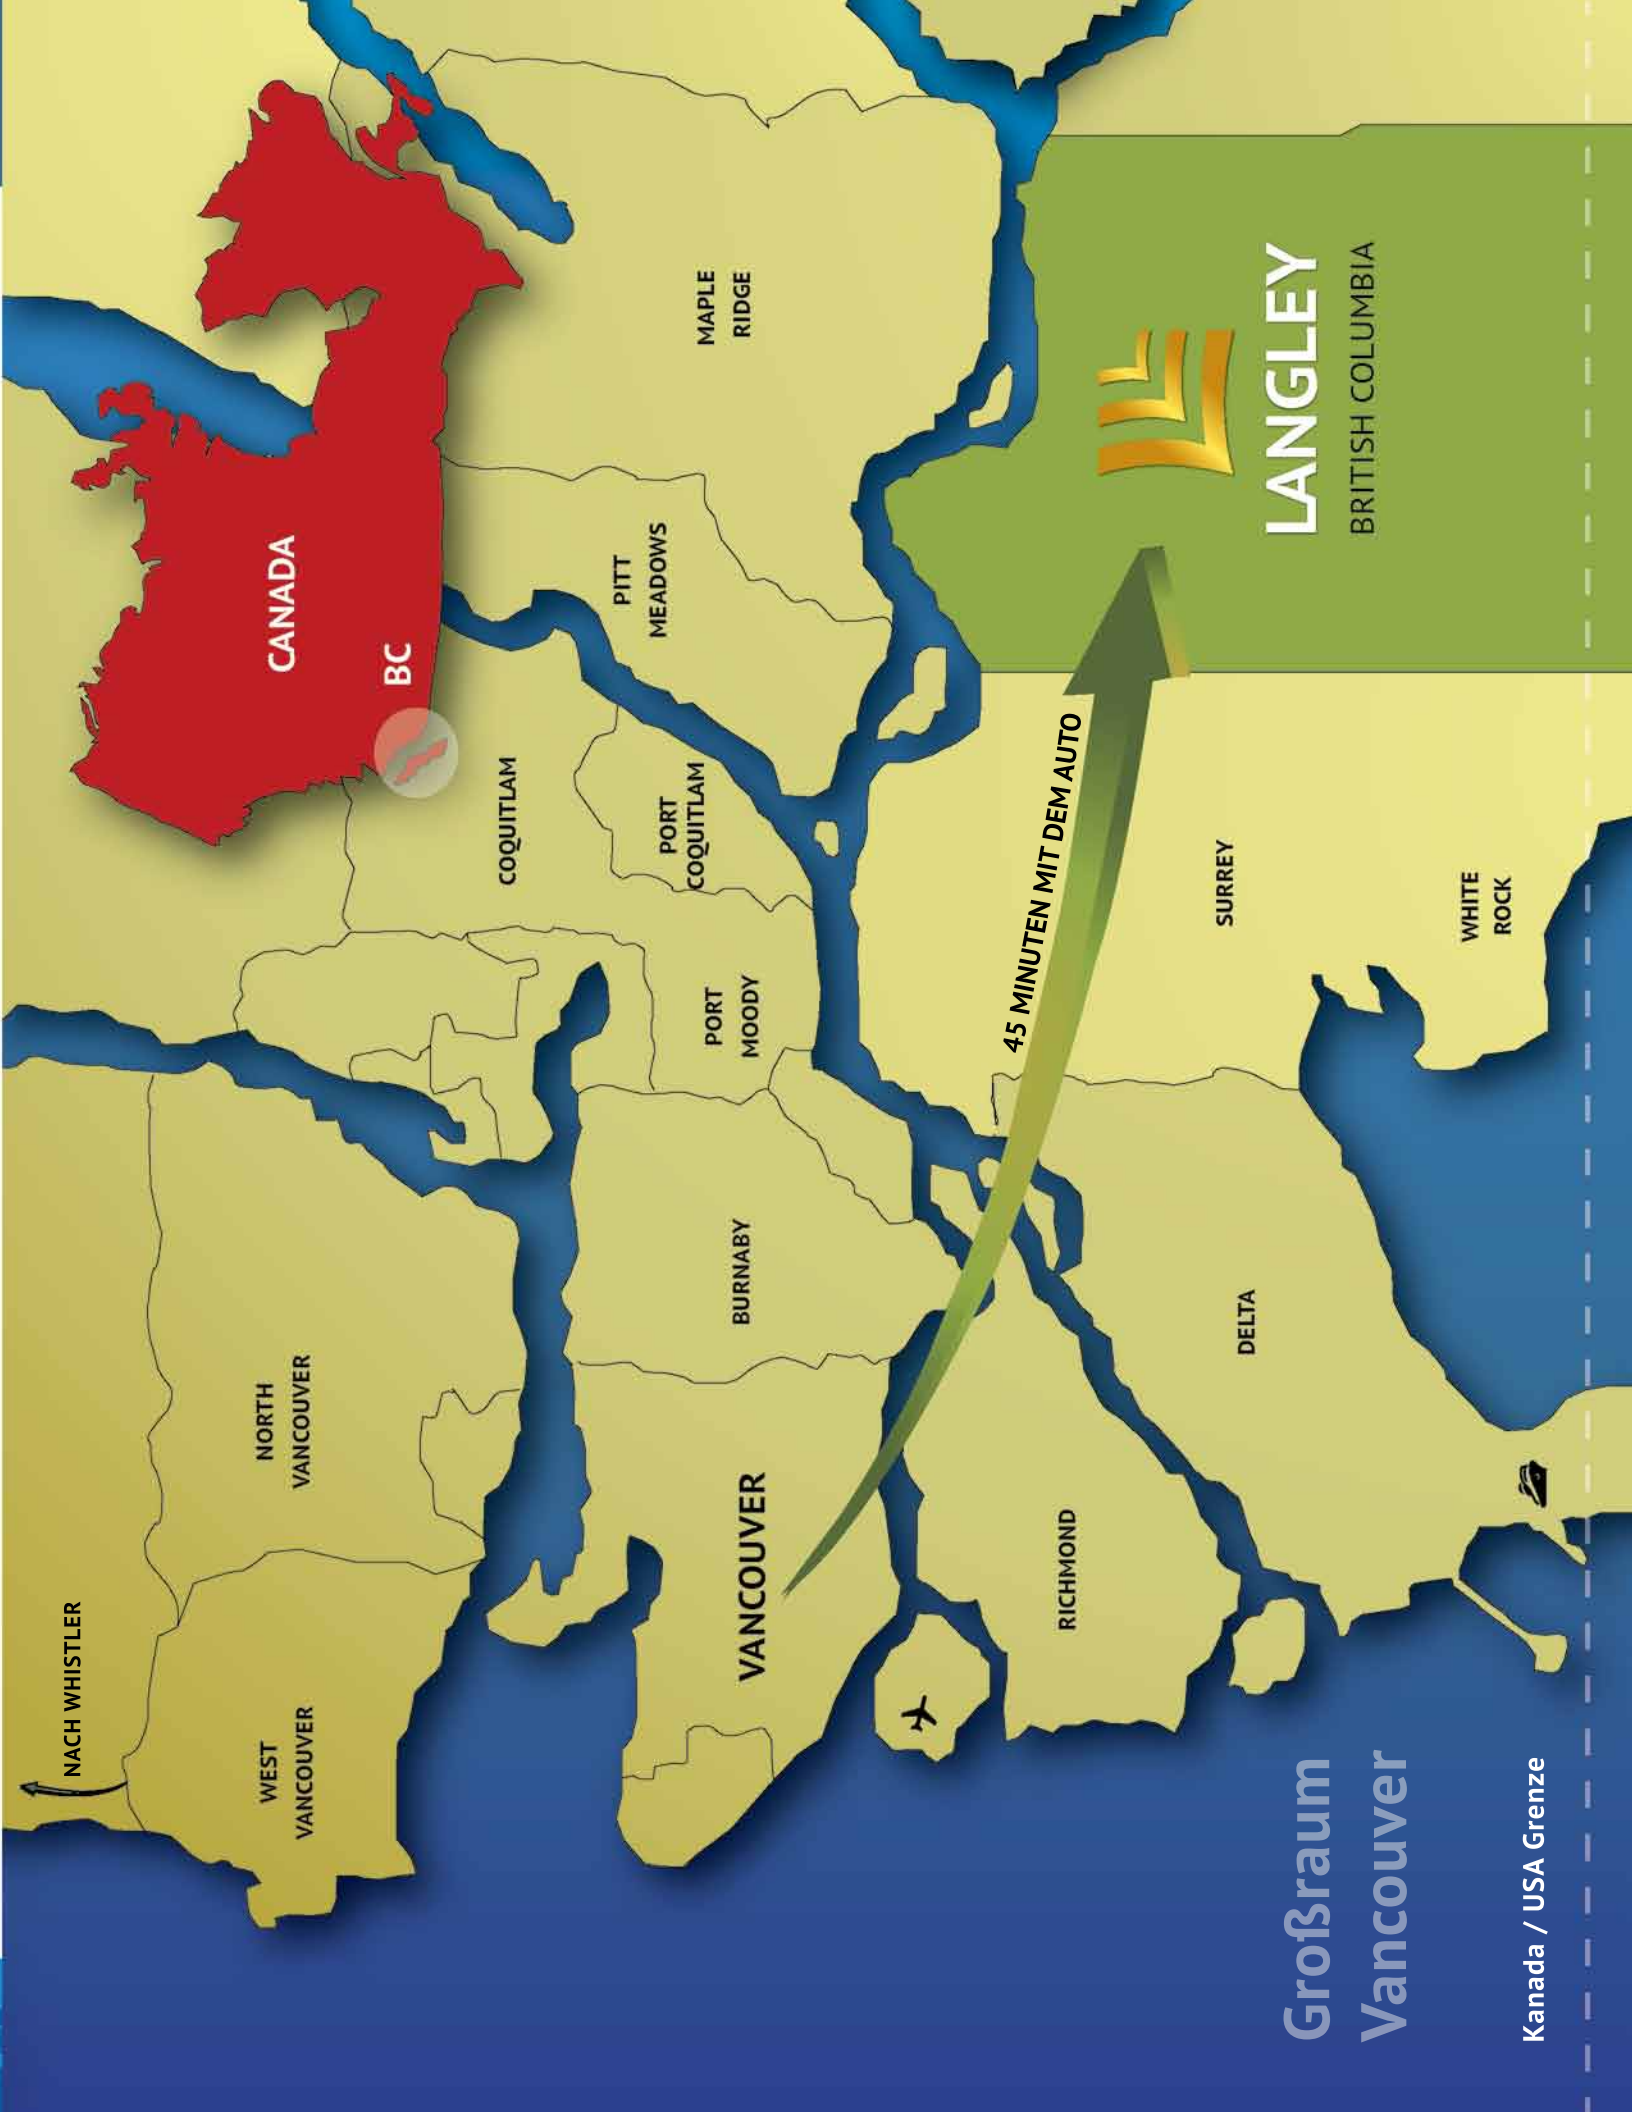 NACH WHISTLER
WEST
VANCOUVER
NORTH
VANCOUVER
CANADA
BC
COQUITLAM
PORT
COQUITLAM
PITT
MEADOWS
MAPLE
RIDGE
PORT
MOODY
BURNABY
VANCOUVER
RICHMOND
DELTA
45 MINUTEN MIT DEM AUTO
SURREY
WHITE
ROCK
LANGLEY
BRITISH COLUMBIA
Großraum
Vancouver
Kanada / USA Grenze